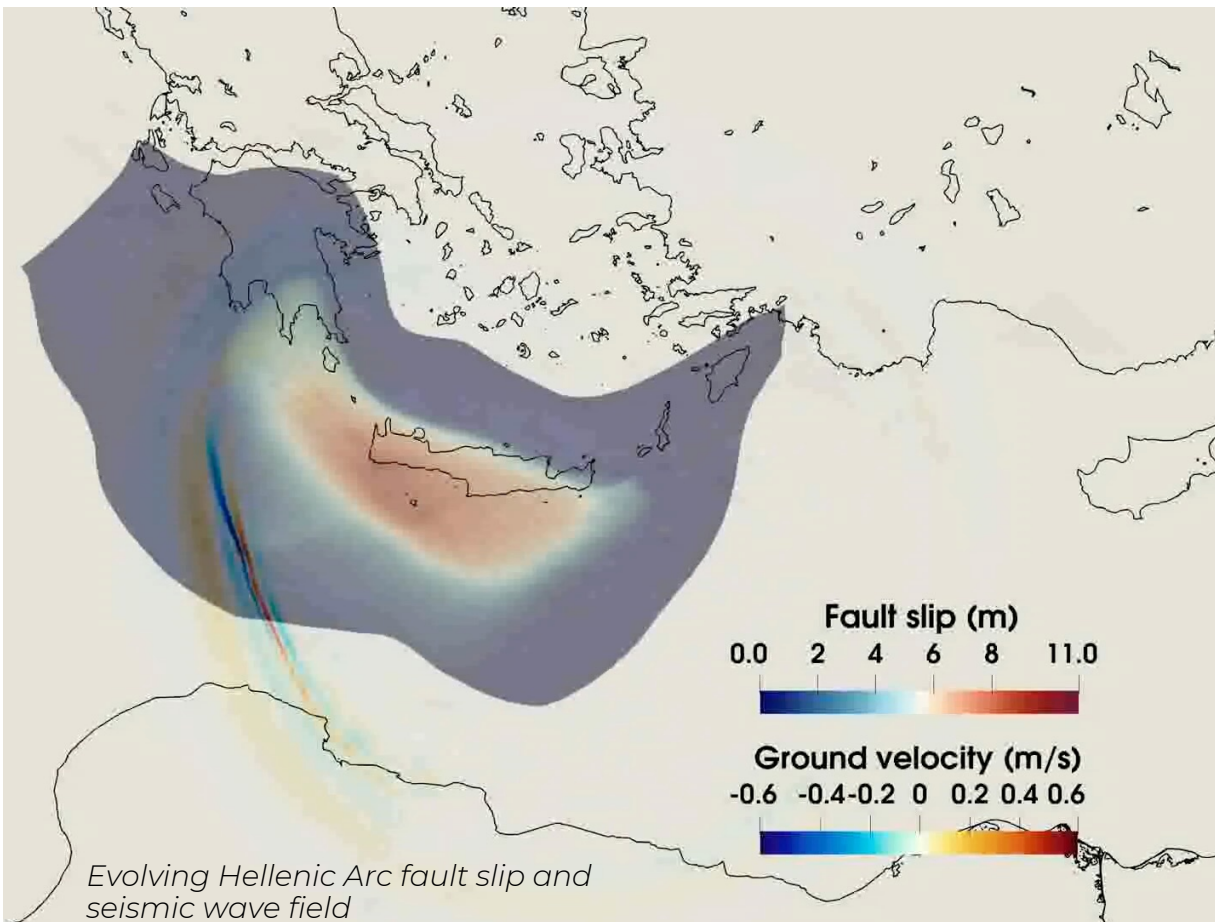 Fault slip (m)
0.0 2 4 6 8 11.0
Ground velocity (m/s)
-0.6 -0.4 -0.2 0 0.2 0.4 0.6
Evolving Hellenic Arc fault slip and
seismic wave field